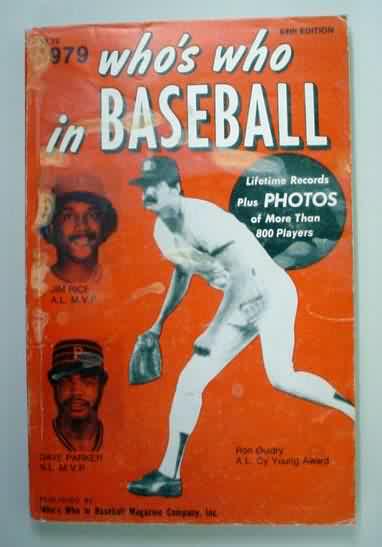 1979
64th EDITION
who's who
in BASEBALL
Lifetime Records
Plus PHOTOS
of More Than
800 Players
JIM RICE
A.L. M.V.P.
DAVE PARKER
N.L. M.V.P.
Ron Guidry
A.L. Cy Young Award
PUBLISHED BY
Who's Who in Baseball Magazine Company, Inc.